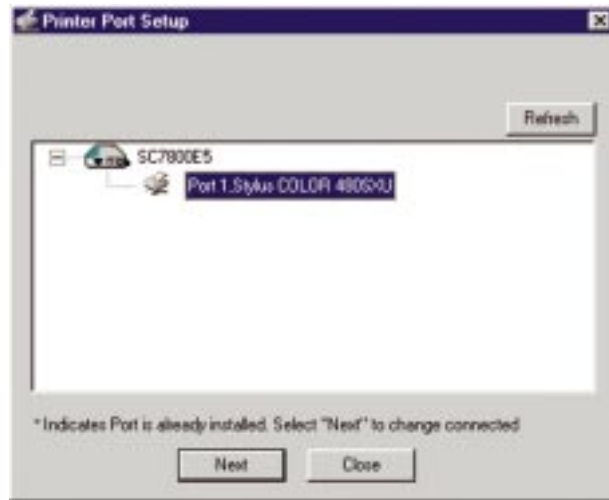 Printer Port Setup
Refresh
SC7800E5
Port 1.Stylus COLOR 480SXU
* Indicates Port is already installed. Select "Next" to change connected
Next
Close